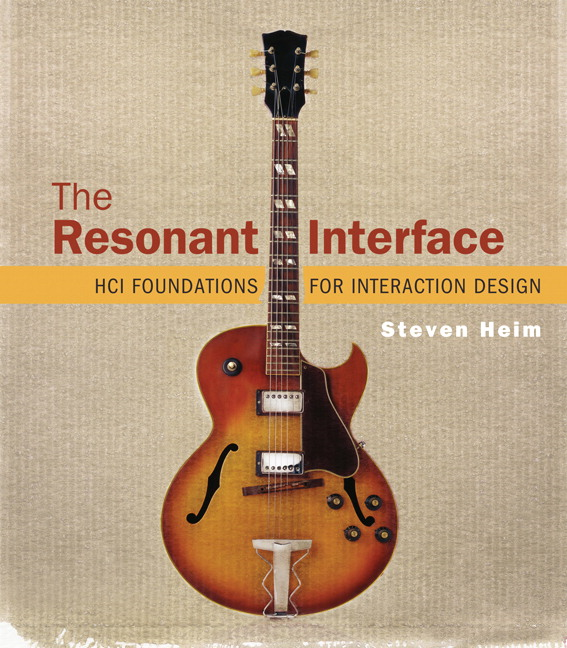 The
Resonant Interface
HCI FOUNDATIONS FOR INTERACTION DESIGN
Steven Heim